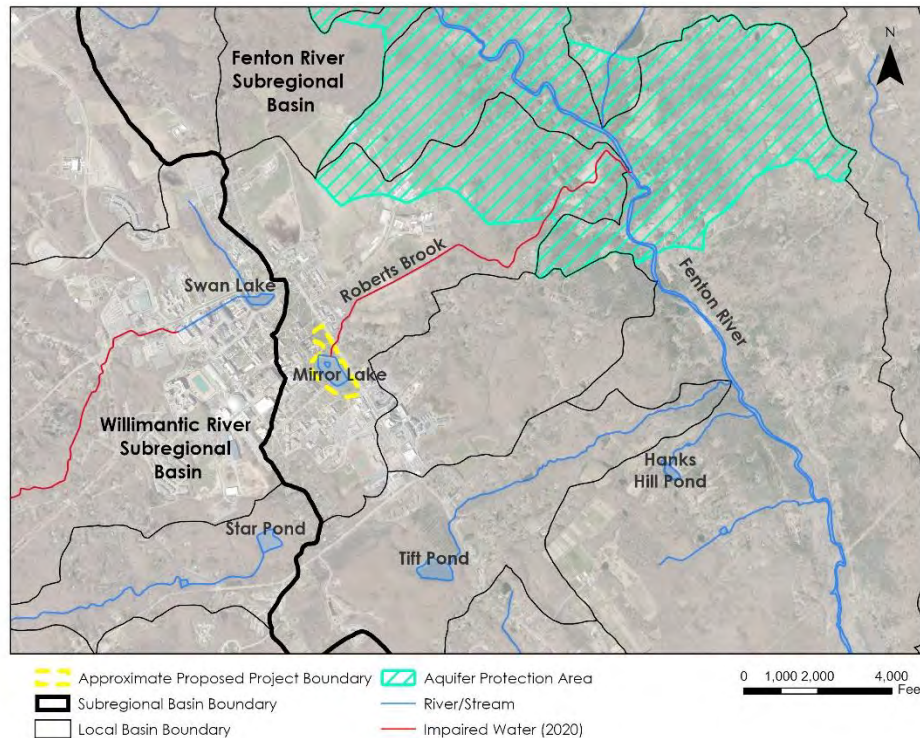 Fenton River
Subregional
Basin
N
Swan Lake
Roberts Brook
Fenton River
Mirror Lake
Willimantic River
Subregional
Basin
Hanks
Hill Pond
Star Pond
Tift Pond
Approximate Proposed Project Boundary
Aquifer Protection Area
0 1,000 2,000 4,000
Subregional Basin Boundary
River/Stream
Fee
Local Basin Boundary
Impaired Water (2020)